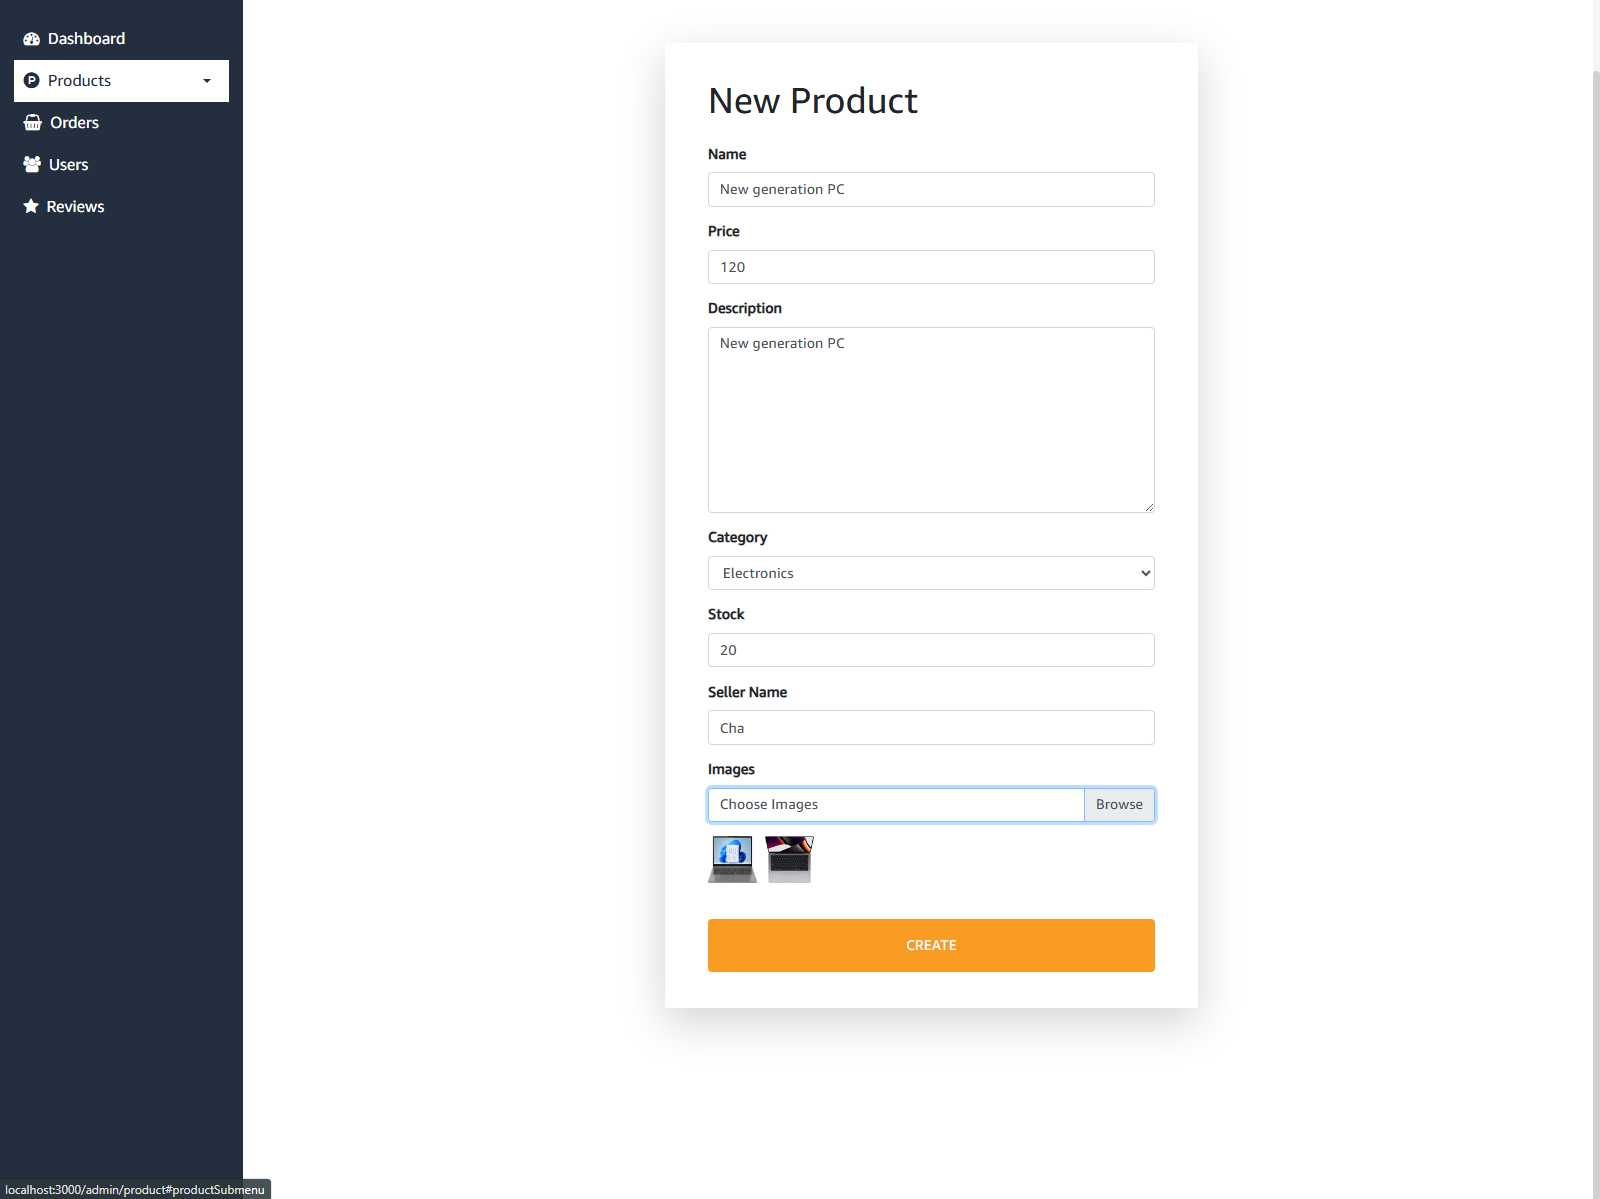 Dashboard
Products
Orders
Users
Reviews
New Product
Name
New generation PC
Price
120
Description
New generation PC
Category
Electronics
Stock
20
Seller Name
Cha
Images
Choose Images Browse
CREATE
localhost:3000/admin/product#productSubmenu